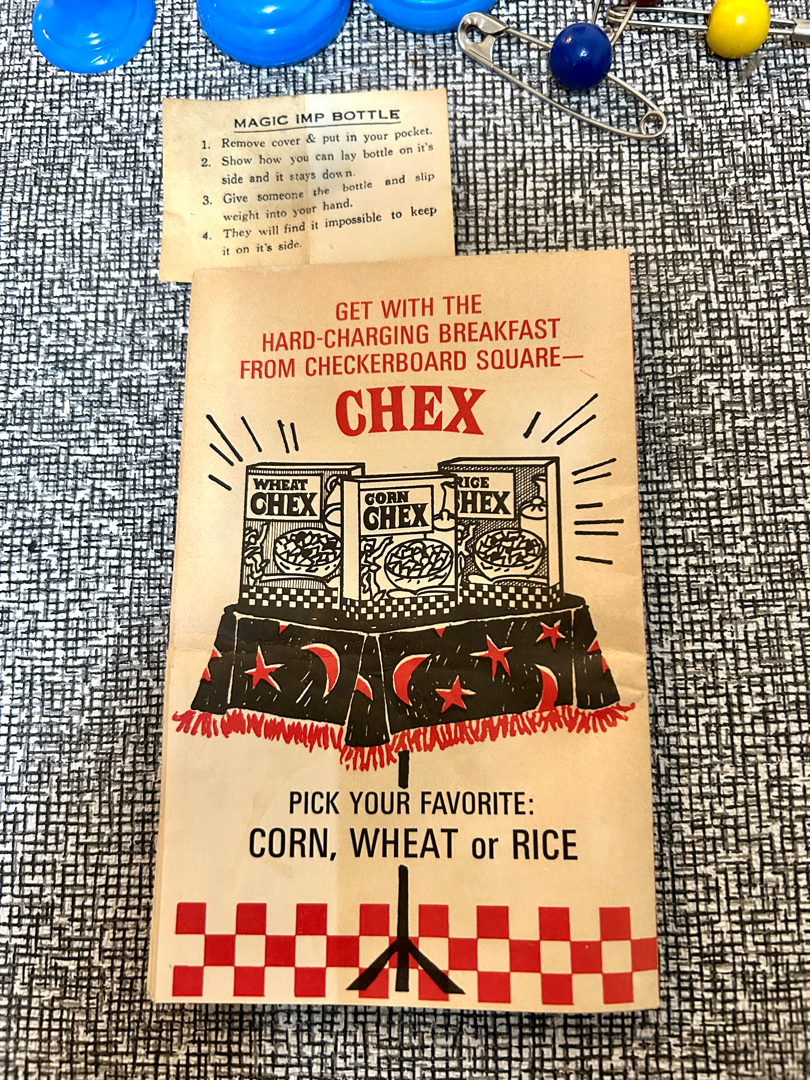 MAGIC IMP BOTTLE
1. Remove cover & put in your pocket.
2. Show how you can lay bottle on it's
side and it stays down.
3. Give someone the bottle and slip
weight into your hand.
4. They will find it impossible to keep
it on it's side.
GET WITH THE
HARD-CHARGING BREAKFAST
FROM CHECKERBOARD SQUARE—
CHEX
WHEAT
CHEX
CORN
CHEX
RICE
CHEX
PICK YOUR FAVORITE:
CORN, WHEAT or RICE